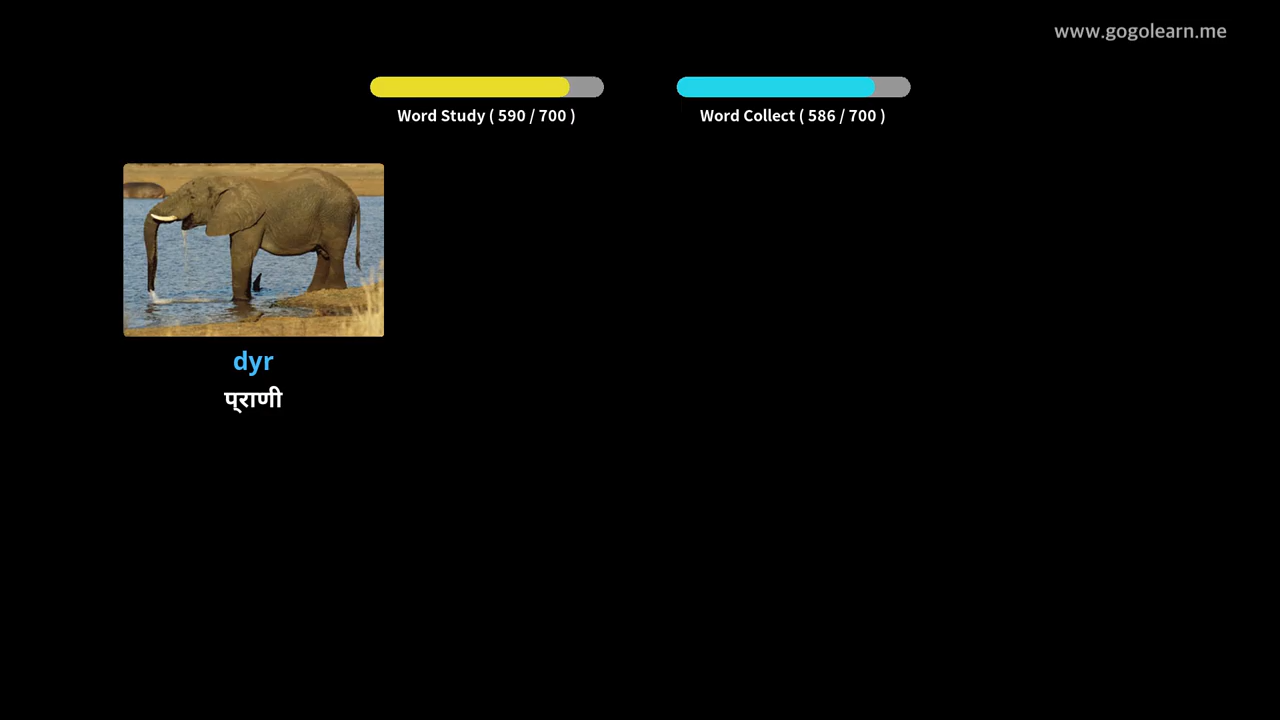 www.gogolearn.me
Word Study ( 590 / 700 )
Word Collect ( 586 / 700 )
dyr
प्राणी